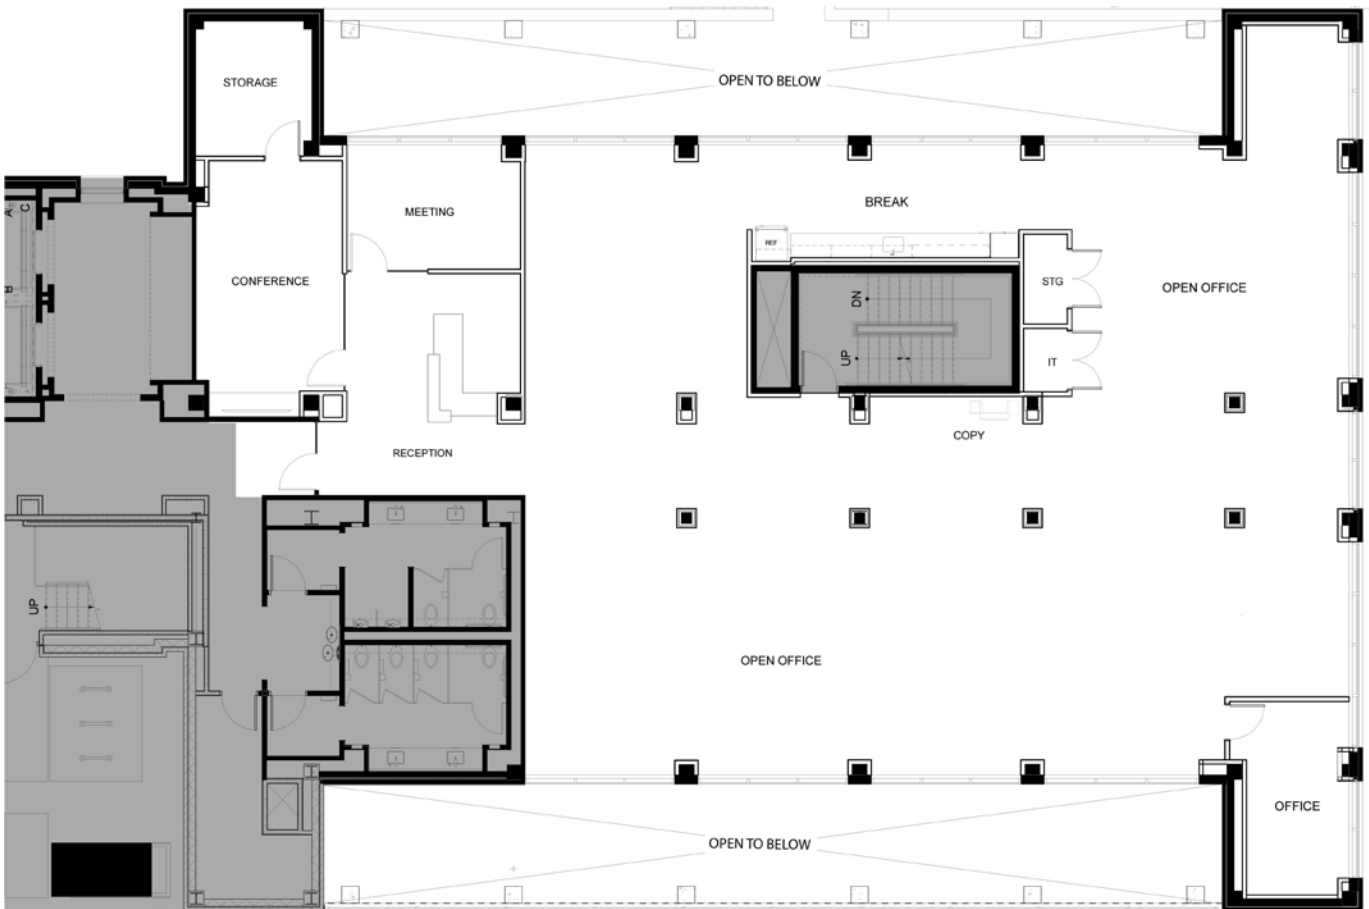 OPEN TO BELOW
STORAGE
BREAK
MEETING
A
C
B
REF
CONFERENCE
STG
OPEN OFFICE
DN
UP
IT
COPY
RECEPTION
UP
OPEN OFFICE
OFFICE
OPEN TO BELOW